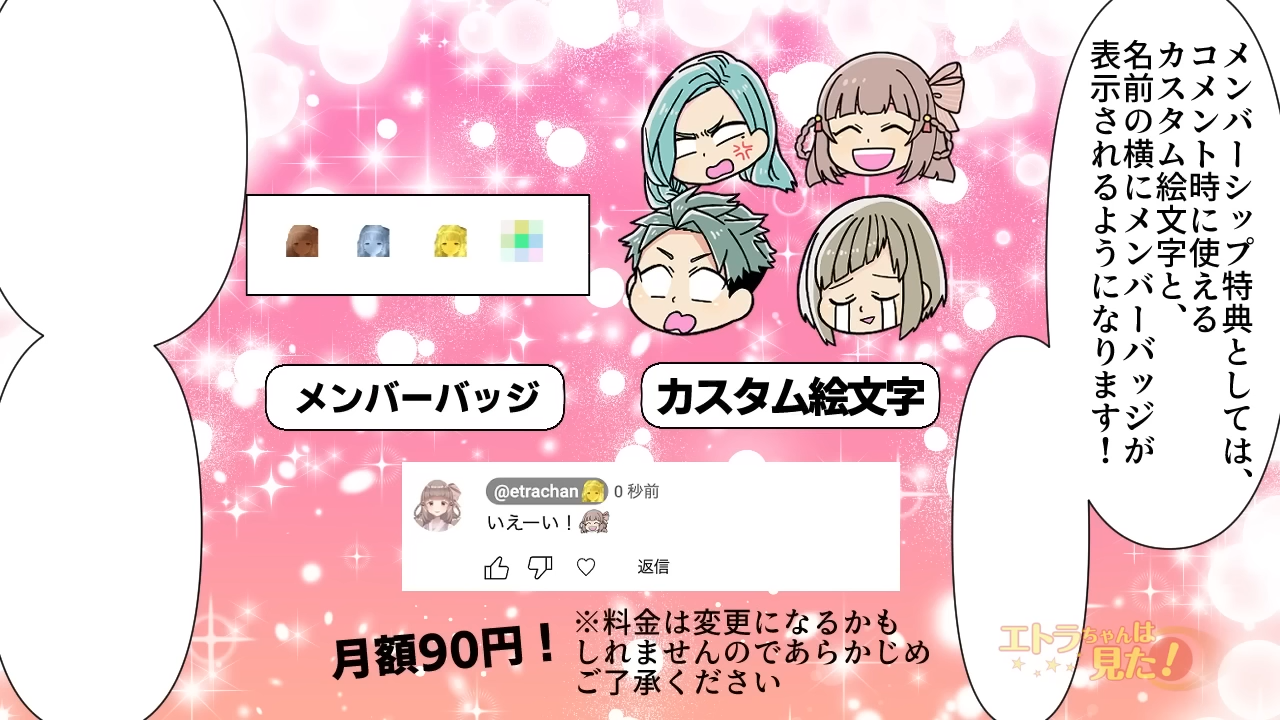 メンバーシップ特典としては、
コメント時に使える
カスタム絵文字と、
名前の横にメンバーバッジが
表示されるようになります！
メンバーバッジ
カスタム絵文字
@etrachan 0 秒前
いえーい！
返信
月額90円！
※料金は変更になるかも
しれませんのであらかじめ
ご了承ください
エトラちゃんは
見た！